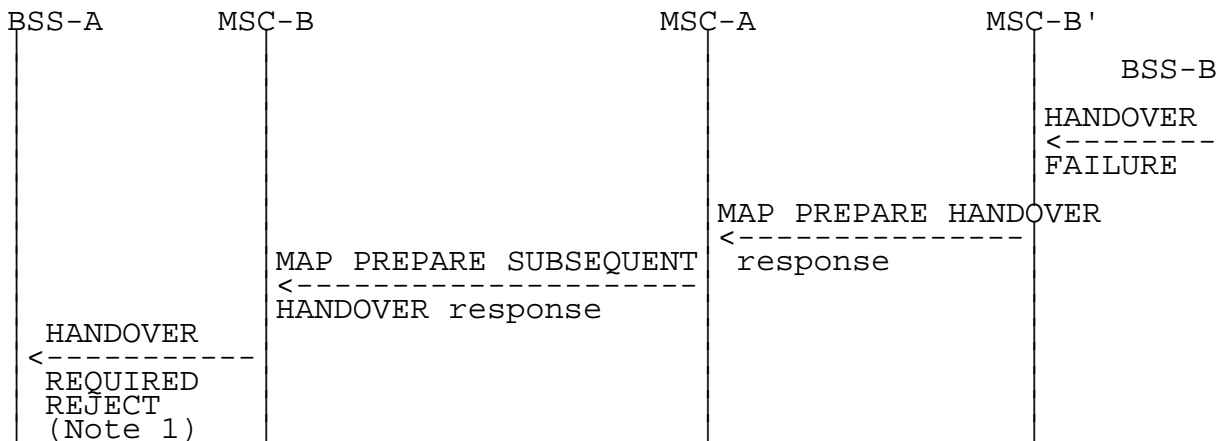 BSS-A MSC-B MSC-A MSC-B'
BSS-B
HANDOVER
FAILURE
MAP PREPARE HANDOVER
response
MAP PREPARE SUBSEQUENT
HANDOVER response
HANDOVER
REQUIRED
REJECT
(Note 1)